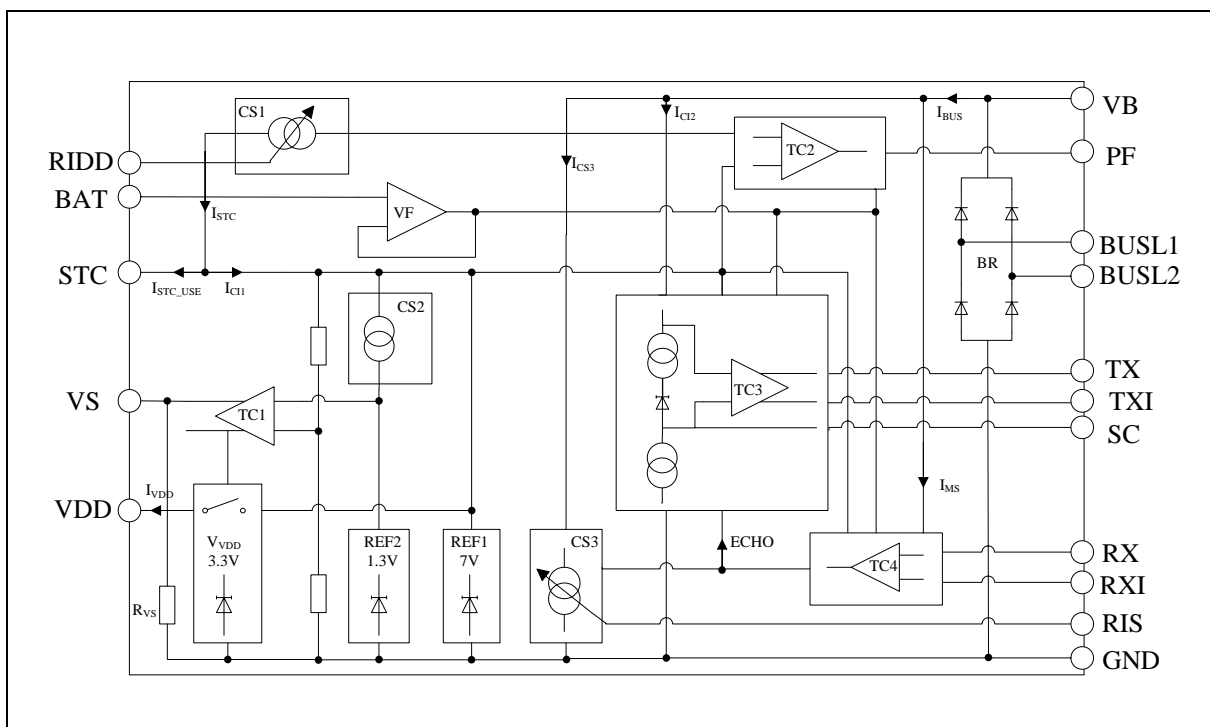 CS1
I_CI2
I_BUS
VB
RIDD
TC2
PF
I_CS3
BAT
I_STC
VF
BUSL1
BR
BUSL2
STC
I_STC_USE
I_CI1
CS2
VS
TC1
TC3
TX
TXI
SC
VDD
I_VDD
I_MS
V_VDD
3.3V
REF2
1.3V
REF1
7V
CS3
ECHO
TC4
RX
RXI
R_VS
RIS
GND